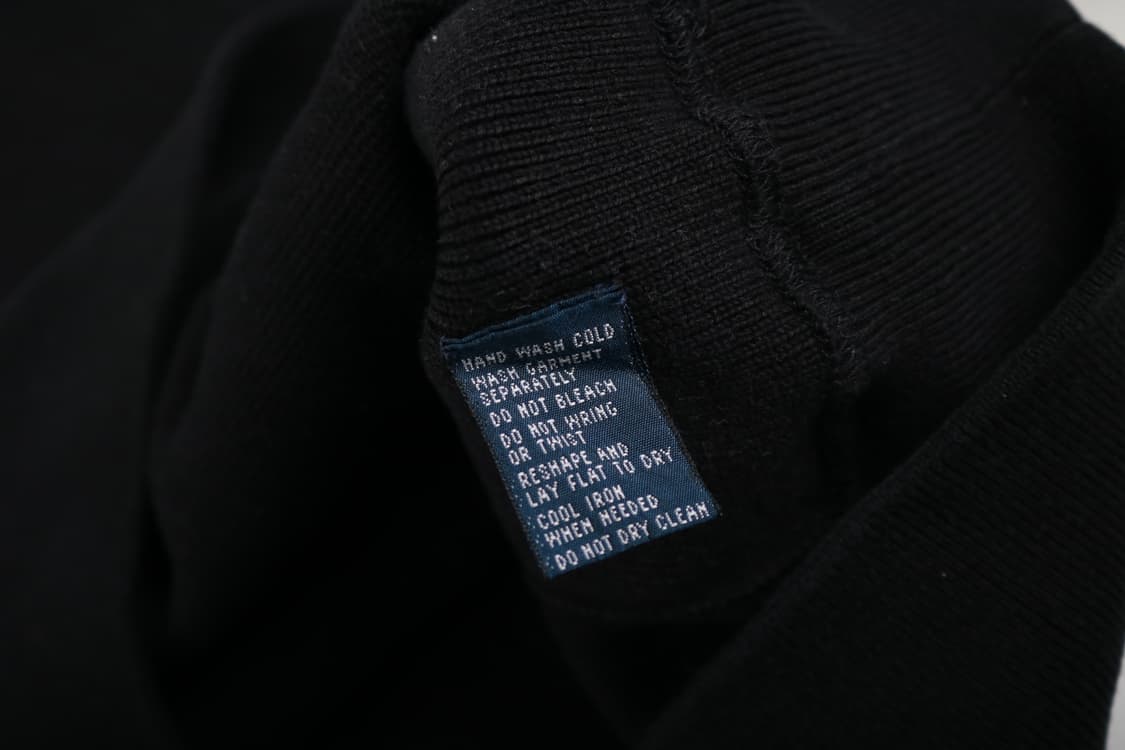 HAND WASH COLD
WASH GARMENT
SEPARATELY
DO NOT BLEACH
DO NOT WRING
OR TWIST
RESHAPE AND
LAY FLAT TO DRY
COOL IRON
WHEN NEEDED
DO NOT DRY CLEAN